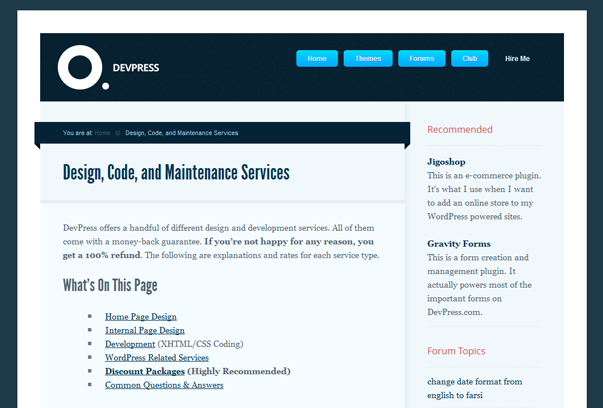 DEVPRESS
Home Themes Forums Club Hire Me
You are at: Home Design, Code, and Maintenance Services
Design, Code, and Maintenance Services
DevPress offers a handful of different design and development services. All of them
come with a money-back guarantee. If you're not happy for any reason, you
get a 100% refund. The following are explanations and rates for each service type.
What's On This Page
Home Page Design
Internal Page Design
Development (XHTML/CSS Coding)
WordPress Related Services
Discount Packages (Highly Recommended)
Common Questions & Answers
Recommended
Jigoshop
This is an e-commerce plugin.
It's what I use when I want
to add an online store to my
WordPress powered sites.
Gravity Forms
This is a form creation and
management plugin. It
actually powers most of the
important forms on
DevPress.com.
Forum Topics
change date format from
english to farsi